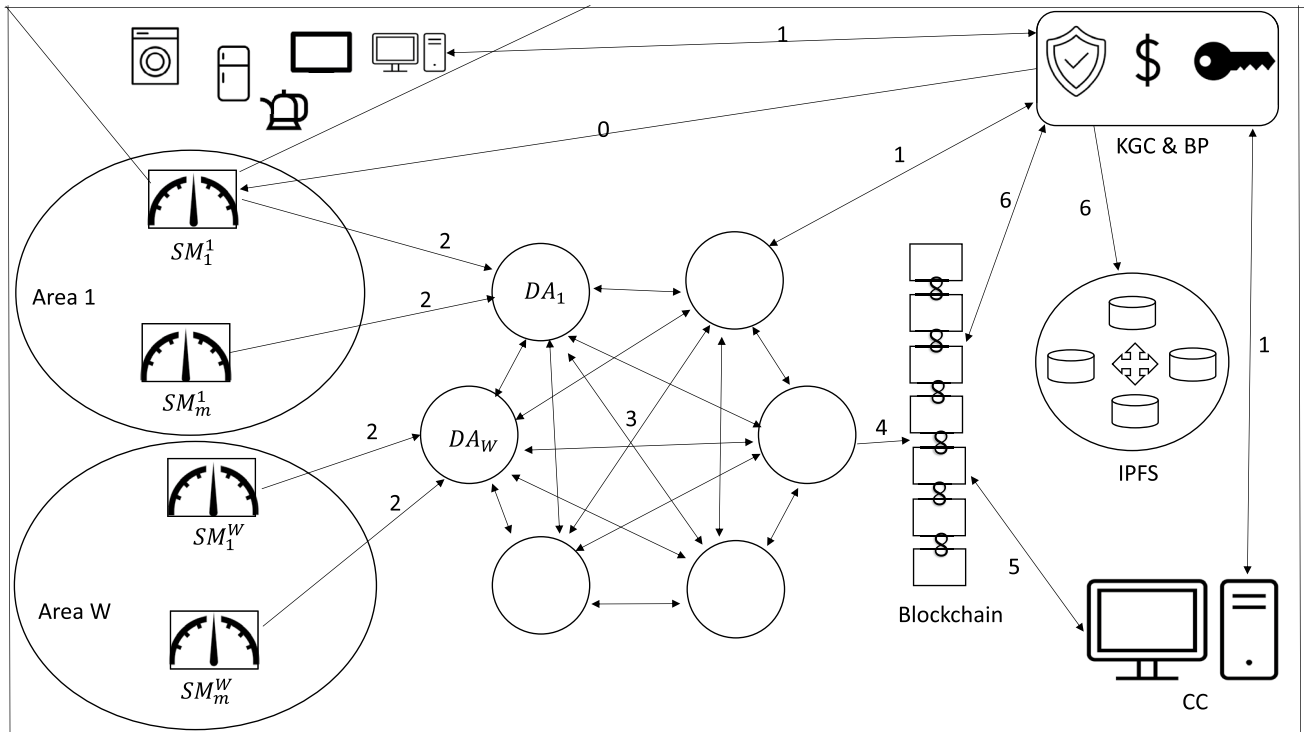 1
$
KGC & BP
0
1
6
6
2
$SM_1^1$
Area 1
2
$DA_1$
$SM_m^1$
1
3
4
2
$DA_W$
IPFS
2
$SM_1^W$
5
Area W
Blockchain
$SM_m^W$
CC